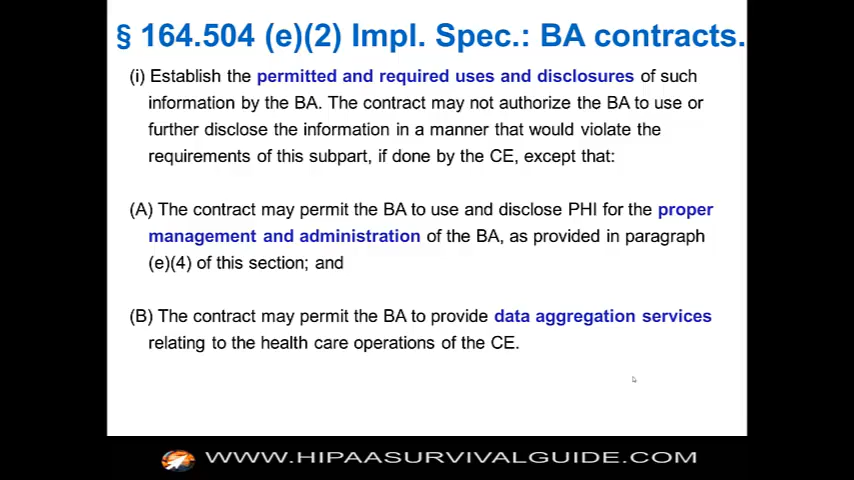 § 164.504 (e)(2) Impl. Spec.: BA contracts.
(i) Establish the permitted and required uses and disclosures of such
information by the BA. The contract may not authorize the BA to use or
further disclose the information in a manner that would violate the
requirements of this subpart, if done by the CE, except that:
(A) The contract may permit the BA to use and disclose PHI for the proper
management and administration of the BA, as provided in paragraph
(e)(4) of this section; and
(B) The contract may permit the BA to provide data aggregation services
relating to the health care operations of the CE.
WWW.HIPAASURVIVALGUIDE.COM